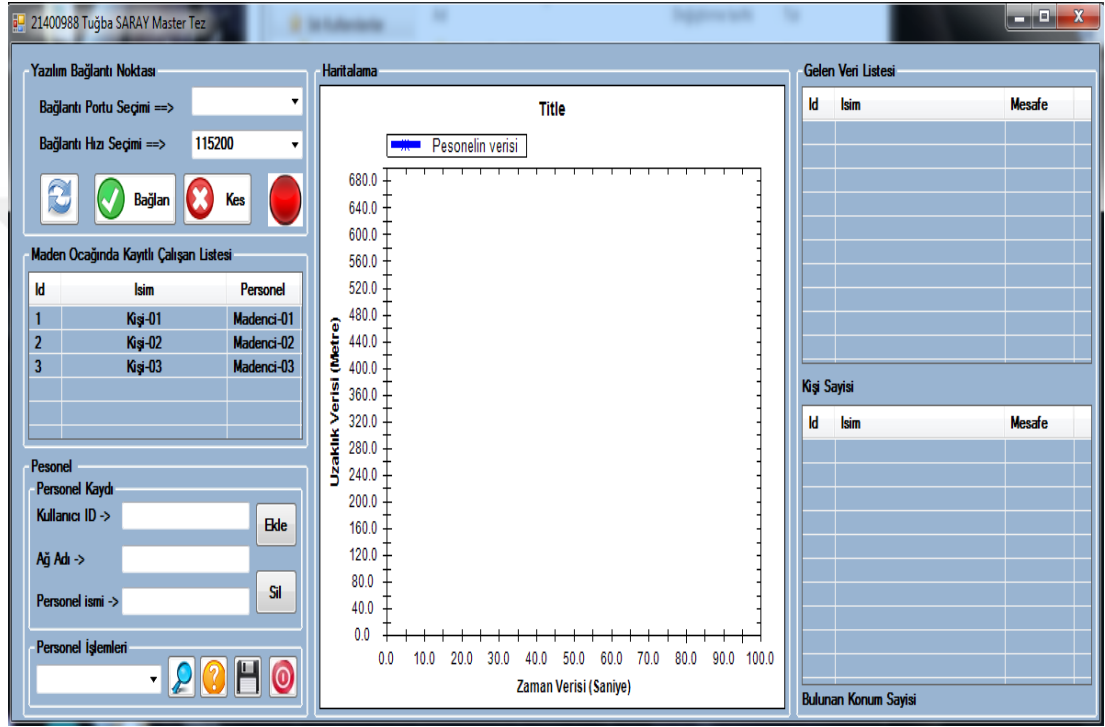 21400988 Tuğba SARAY Master Tez
Yazılım Bağlantı Noktası
Bağlantı Portu Seçimi ==>
Bağlantı Hızı Seçimi ==> 115200
Bağlan Kes
Maden Ocağında Kayıtlı Çalışan Listesi
Id Isim Personel
1 Kişi-01 Madenci-01
2 Kişi-02 Madenci-02
3 Kişi-03 Madenci-03
Pesonel
Personel Kaydı
Kullanıcı ID ->
Ekle
Ağ Adı ->
Sil
Personel ismi ->
Personel İşlemleri
Haritalama
Title
Pesonelin verisi
Uzaklık Verisi (Metre)
680.0
640.0
600.0
560.0
520.0
480.0
440.0
400.0
360.0
320.0
280.0
240.0
200.0
160.0
120.0
80.0
40.0
0.0
0.0 10.0 20.0 30.0 40.0 50.0 60.0 70.0 80.0 90.0 100.0
Zaman Verisi (Saniye)
Gelen Veri Listesi
Id Isim Mesafe
Kişi Sayisi
Id Isim Mesafe
Bulunan Konum Sayisi